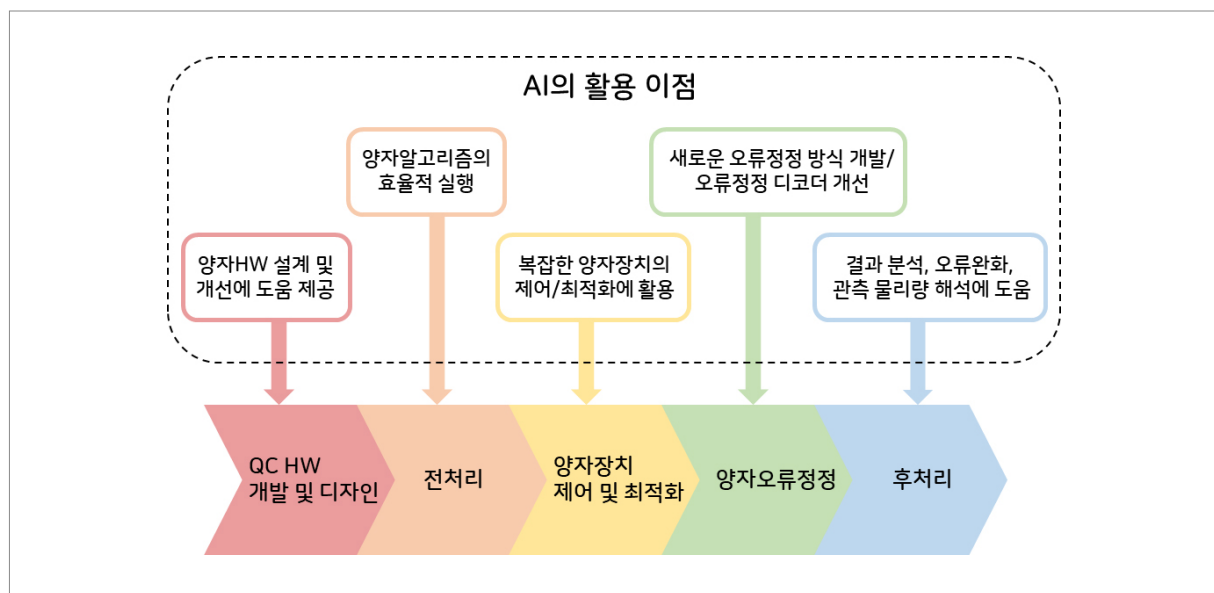 AI의 활용 이점
양자알고리즘의
효율적 실행
새로운 오류정정 방식 개발/
오류정정 디코더 개선
양자HW 설계 및
개선에 도움 제공
복잡한 양자장치의
제어/최적화에 활용
결과 분석, 오류완화,
관측 물리량 해석에 도움
QC HW
개발 및 디자인
전처리
양자장치
제어 및 최적화
양자오류정정
후처리